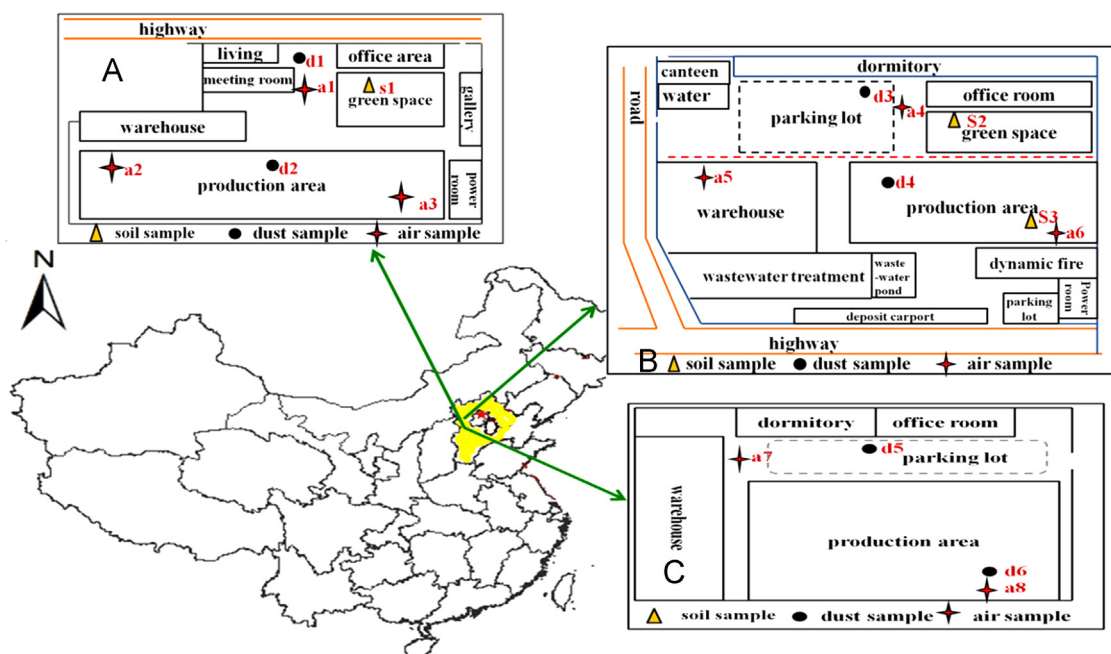 highway
A
living
d1
office area
meeting room
a1
s1
green space
gallery
warehouse
a2
d2
production area
a3
power room
soil sample
dust sample
air sample
N
road
canteen
water
dormitory
d3
a4
parking lot
office room
S2
green space
a5
warehouse
d4
production area
S3
a6
wastewater treatment
waste
-water
pond
dynamic fire
parking
lot
Power
room
deposit carport
highway
B
soil sample
dust sample
air sample
dormitory
office room
a7
d5
parking lot
warehouse
production area
C
d6
a8
soil sample
dust sample
air sample